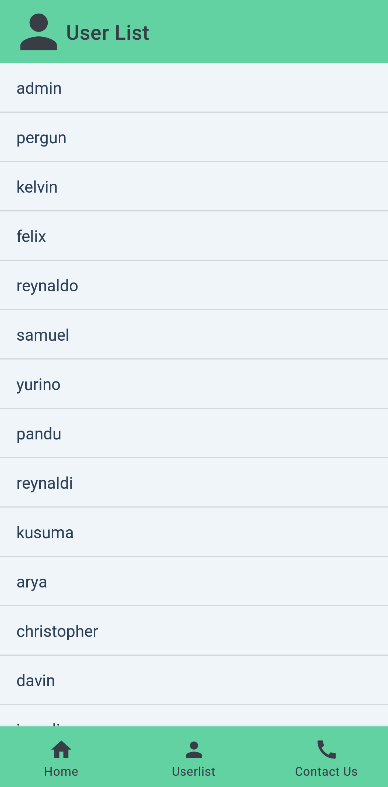 User List
admin
pergun
kelvin
felix
reynaldo
samuel
yurino
pandu
reynaldi
kusuma
arya
christopher
davin
Home
Userlist
Contact Us